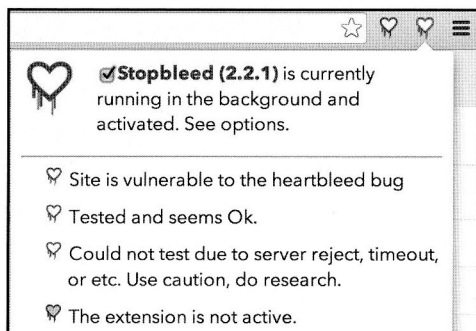 Stopbleed (2.2.1) is currently
running in the background and
activated. See options.
Site is vulnerable to the heartbleed bug
Tested and seems Ok.
Could not test due to server reject, timeout,
or etc. Use caution, do research.
The extension is not active.